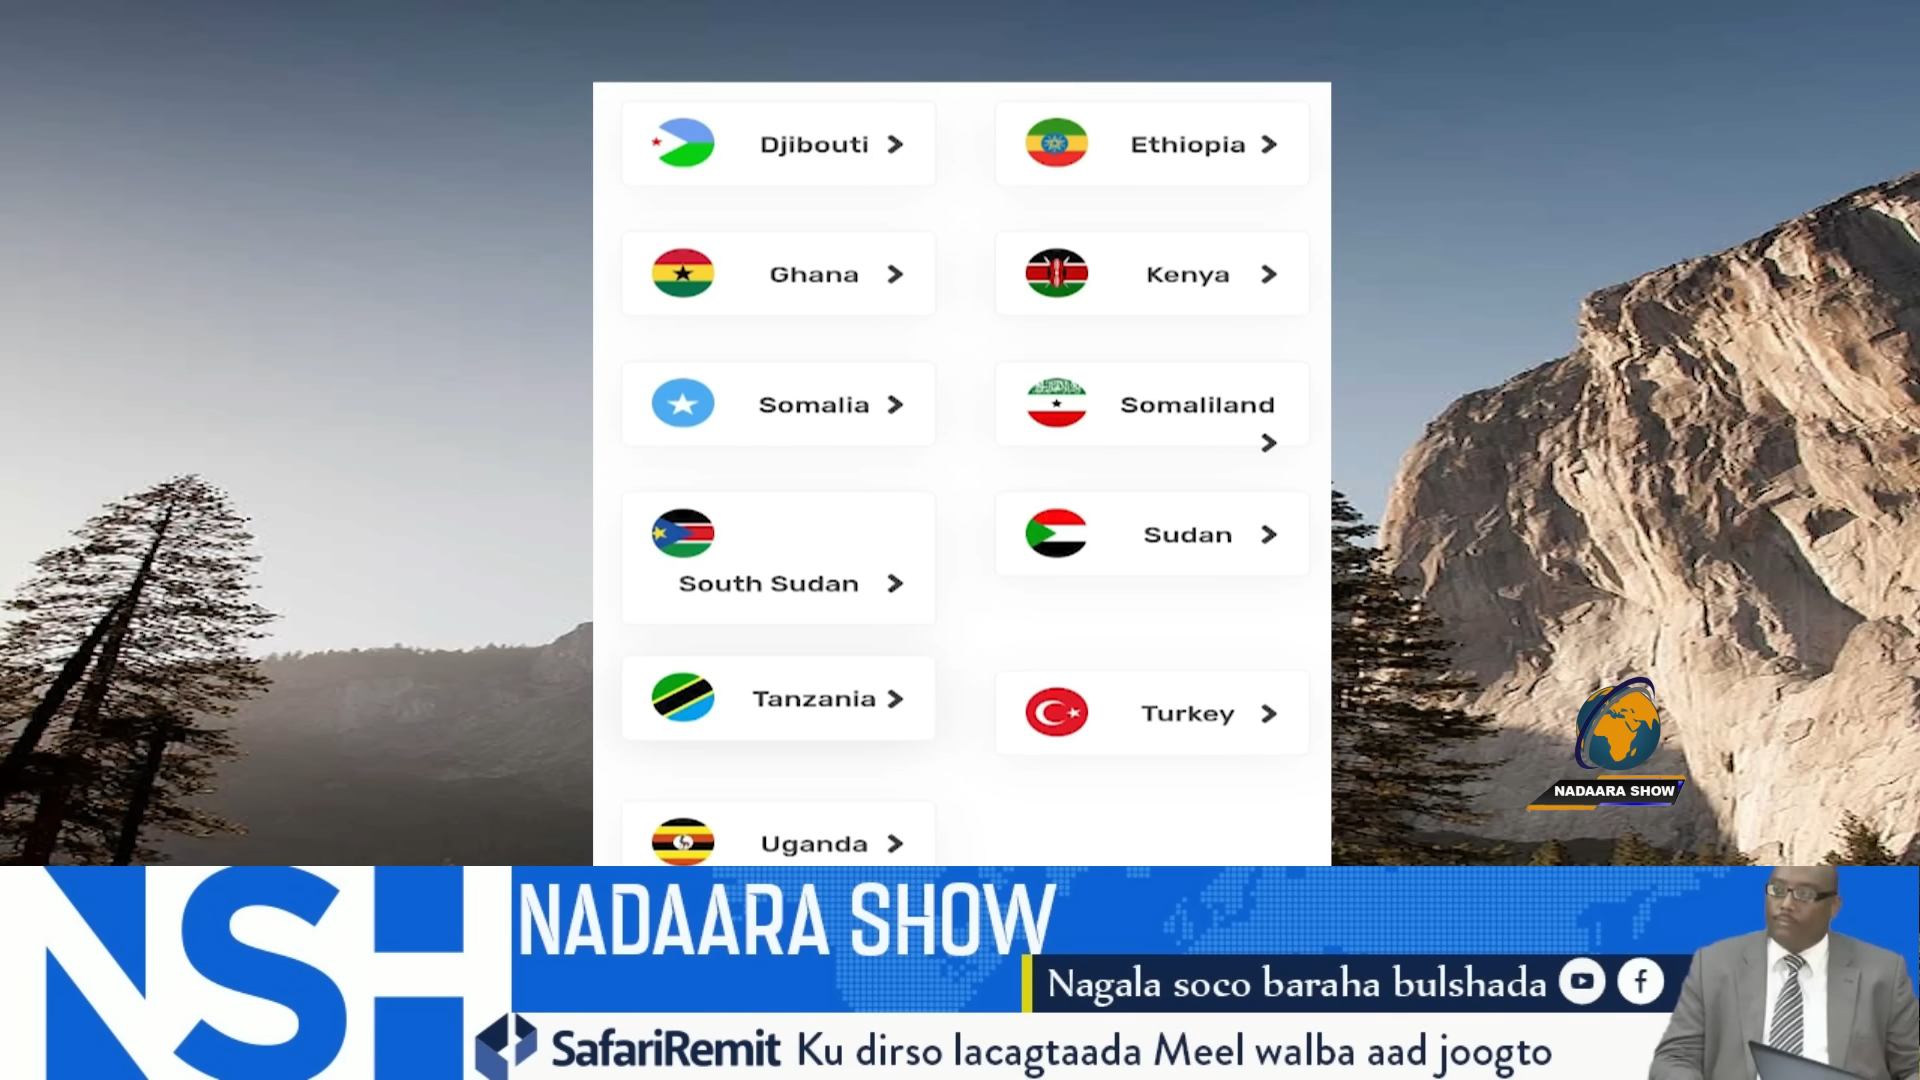 Djibouti
Ethiopia
Ghana
Kenya
Somalia
Somaliland
South Sudan
Sudan
Tanzania
Turkey
Uganda
NADAARA SHOW
NSH
NADAARA SHOW
Nagala soco baraha bulshada
SafariRemit Ku dirso lacagtaada Meel walba aad joogto